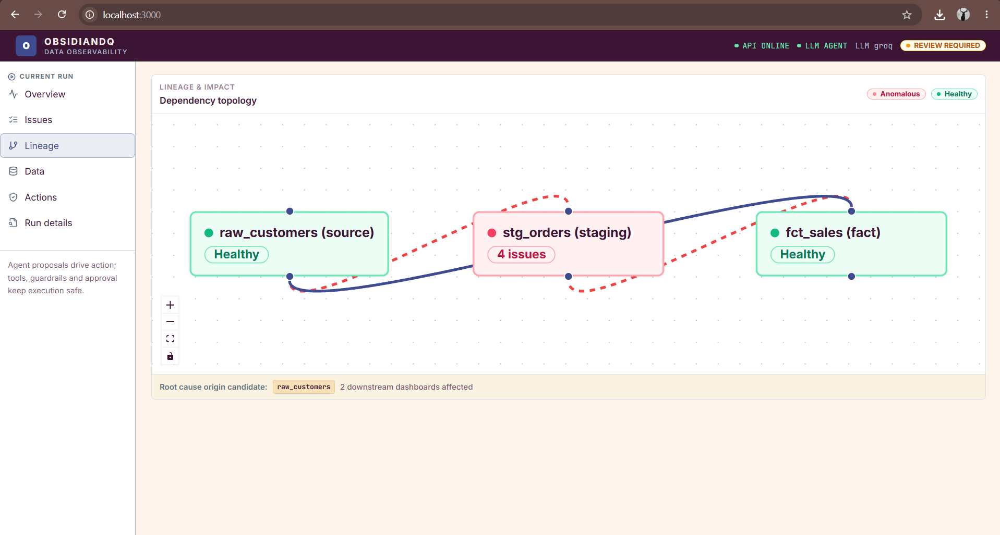 localhost:3000
O
OBSIDIANDQ
DATA OBSERVABILITY
API ONLINE
LLM AGENT
LLM groq
REVIEW REQUIRED
CURRENT RUN
Overview
Issues
Lineage
Data
Actions
Run details
Agent proposals drive action;
tools, guardrails and approval
keep execution safe.
LINEAGE & IMPACT
Dependency topology
Anomalous
Healthy
raw_customers (source)
Healthy
stg_orders (staging)
4 issues
fct_sales (fact)
Healthy
Root cause origin candidate: raw_customers 2 downstream dashboards affected